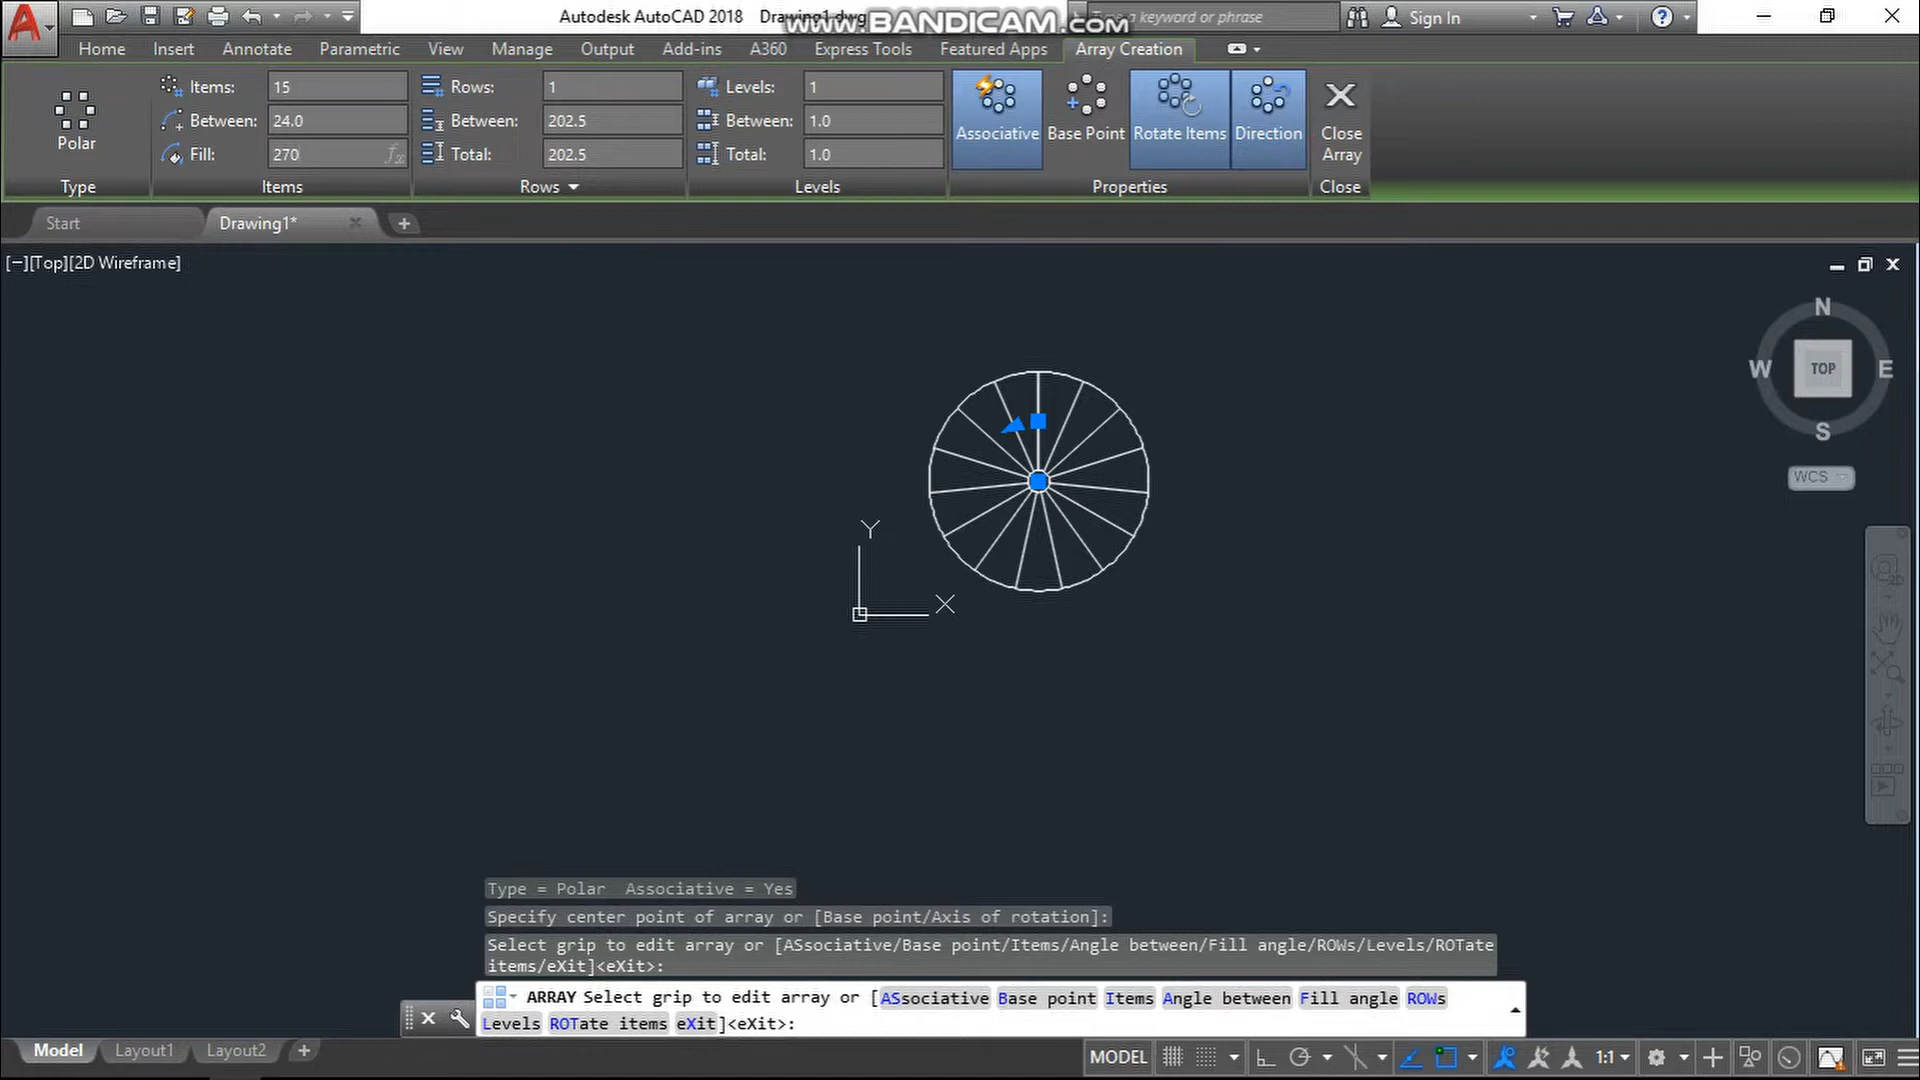 Autodesk AutoCAD 2018 Drawing1.dwg
www.BANDICAM.com
Type a keyword or phrase
Sign In
Home Insert Annotate Parametric View Manage Output Add-ins A360 Express Tools Featured Apps Array Creation
Items: 15 Rows: 1 Levels: 1
Between: 24.0 Between: 202.5 Between: 1.0
Fill: 270 fx Total: 202.5 Total: 1.0
Polar
Associative Base Point Rotate Items Direction Close Array
Type Items Rows Levels Properties Close
Start Drawing1* +
[−][Top][2D Wireframe]
N
W TOP E
S
WCS
2D
Y
X
Type = Polar Associative = Yes
Specify center point of array or [Base point/Axis of rotation]:
Select grip to edit array or [ASsociative/Base point/Items/Angle between/Fill angle/ROWs/Levels/ROTate
items/eXit]<eXit>:
ARRAY Select grip to edit array or [ASsociative Base point Items Angle between Fill angle ROWs
Levels ROTate items eXit]<eXit>:
Model Layout1 Layout2 +
MODEL 1:1